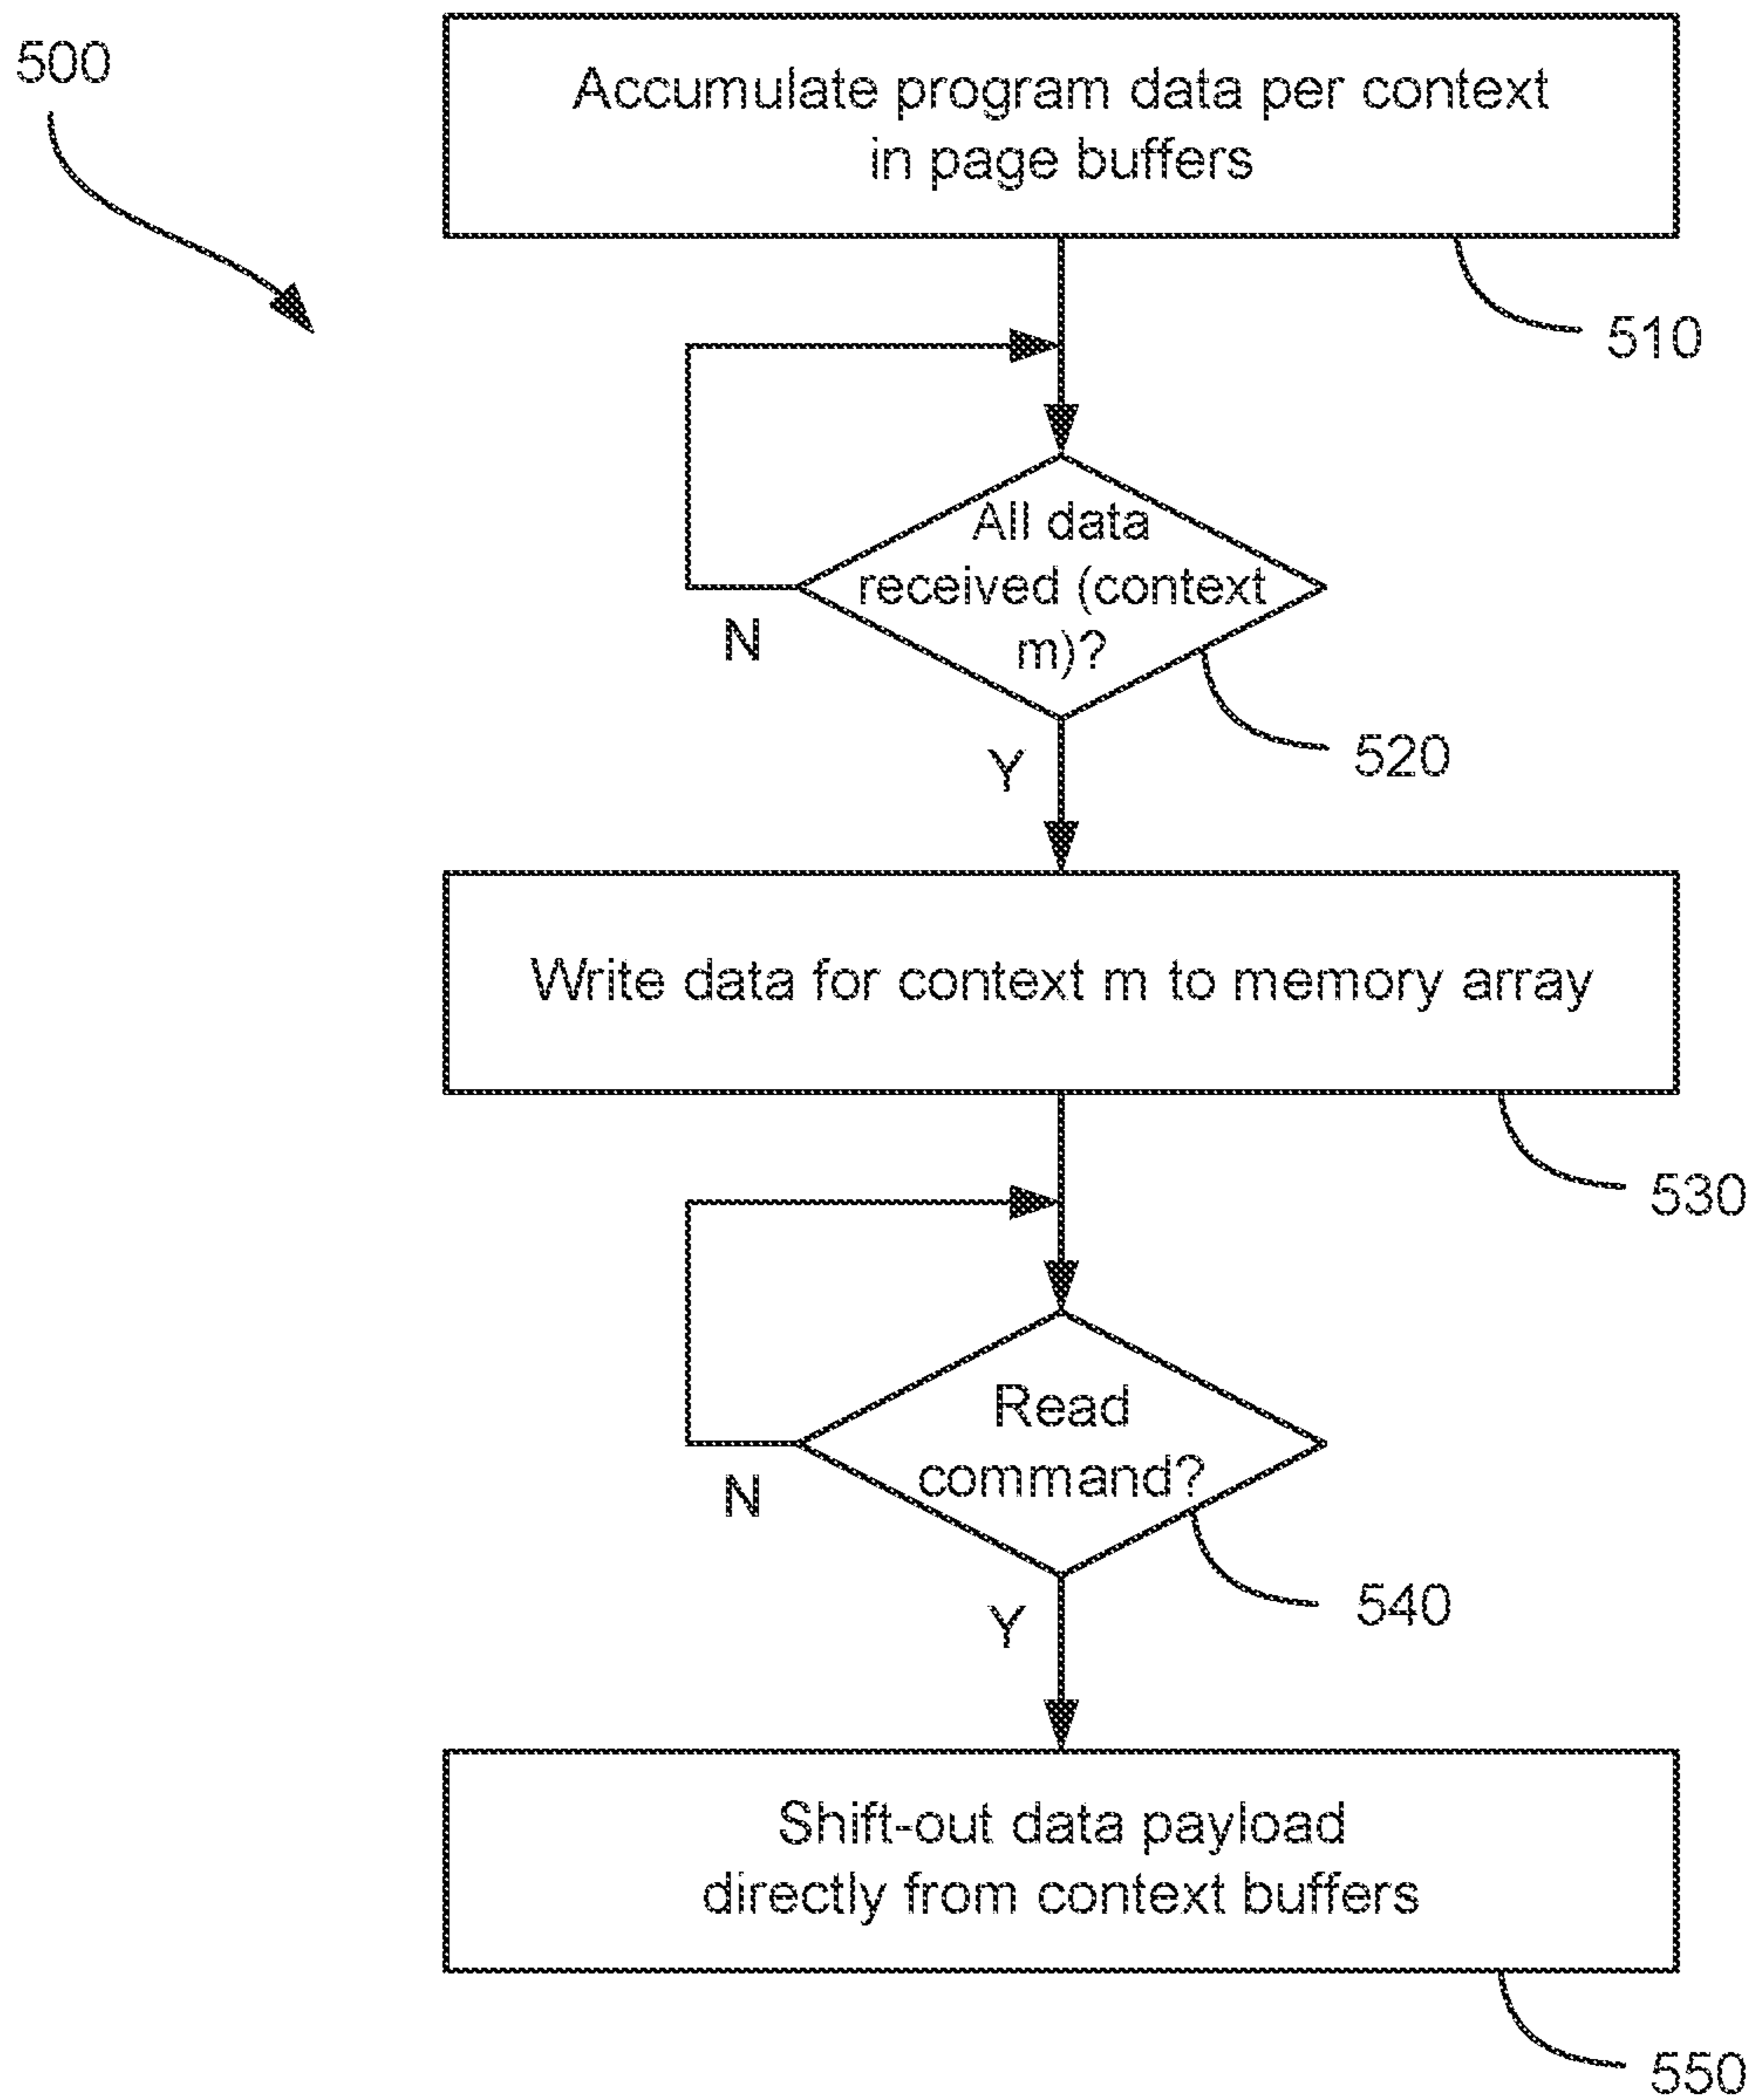 500
Accumulate program data per context
in page buffers
510
All data
received (context
m)?
N
520
Y
Write data for context m to memory array
530
Read
command?
N
540
Y
Shift-out data payload
directly from context buffers
550